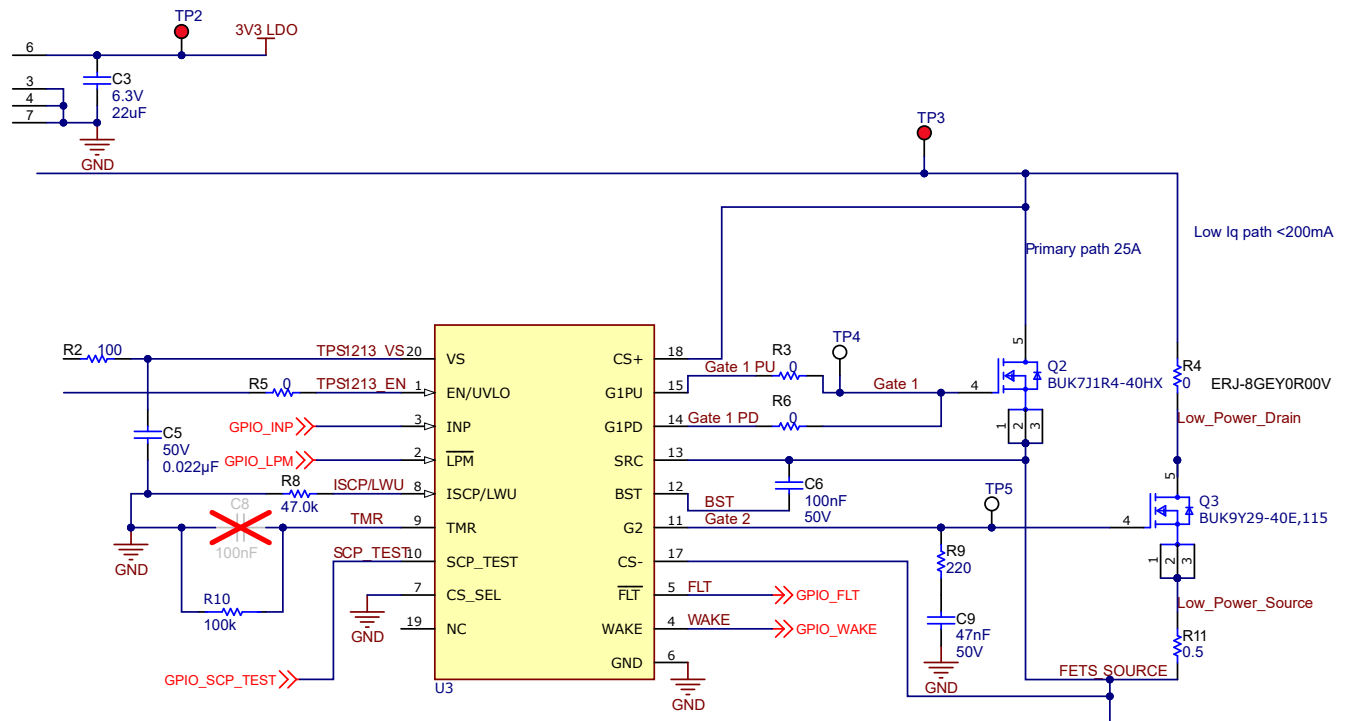 TP2
3V3 LDO
6
C3
6.3V
22uF
3
4
7
GND
TP3
Low Iq path <200mA
Primary path 25A
R2
100
TPS1213_VS
20
VS
R5
0
TPS1213_EN
1
EN/UVLO
GPIO_INP
3
INP
GPIO_LPM
2
LPM
C5
50V
0.022µF
R8
47.0k
ISCP/LWU
8
ISCP/LWU
C8
100nF
TMR
9
TMR
GND
R10
100k
SCP_TEST
10
SCP_TEST
7
CS_SEL
GND
19
NC
GPIO_SCP_TEST
U3
CS+
18
G1PU
15
Gate 1 PU
R3
0
TP4
Gate 1
G1PD
14
Gate 1 PD
R6
0
4
5
Q2
BUK7J1R4-40HX
1
2
3
SRC
13
BST
12
BST
C6
100nF
50V
G2
11
Gate 2
TP5
CS-
17
R9
220
FLT
5
FLT
GPIO_FLT
WAKE
4
WAKE
GPIO_WAKE
C9
47nF
50V
GND
GND
6
GND
R4
0
ERJ-8GEY0R00V
Low_Power_Drain
5
4
Q3
BUK9Y29-40E,115
1
2
3
Low_Power_Source
R11
0.5
FETS_SOURCE